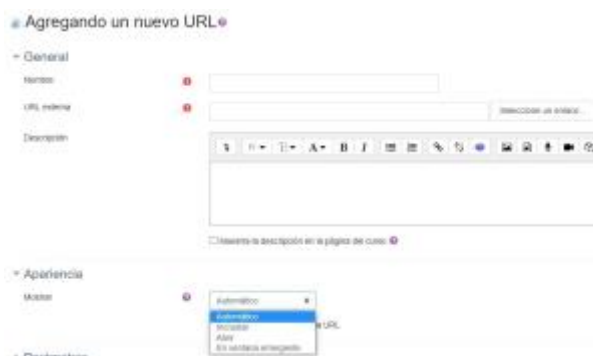 Agregando un nuevo URL
General
Nombre
URL externa
Seleccione un enlace...
Descripción
A B I
Muestra la descripción en la página del curso
Apariencia
Mostrar
Automático
Automático
Incrustar
URL
Abrir
En ventana emergente